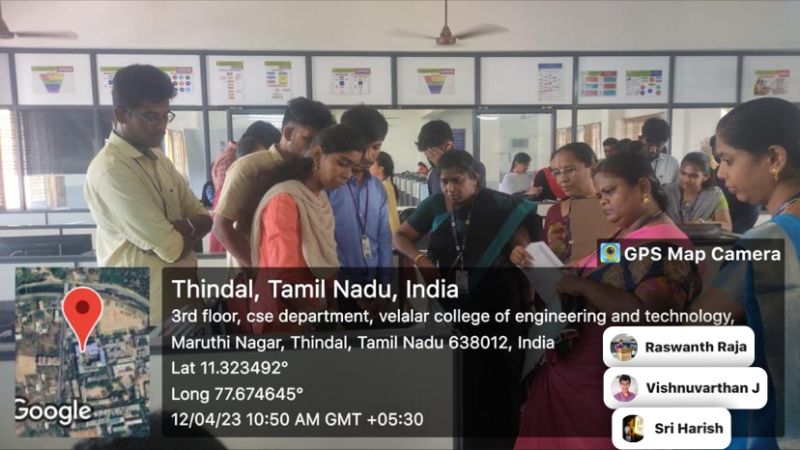 GPS Map Camera
Thindal, Tamil Nadu, India
3rd floor, cse department, velalar college of engineering and technology,
Maruthi Nagar, Thindal, Tamil Nadu 638012, India
Lat 11.323492°
Long 77.674645°
12/04/23 10:50 AM GMT +05:30
Google
Raswanth Raja
Vishnuvarthan J
Sri Harish